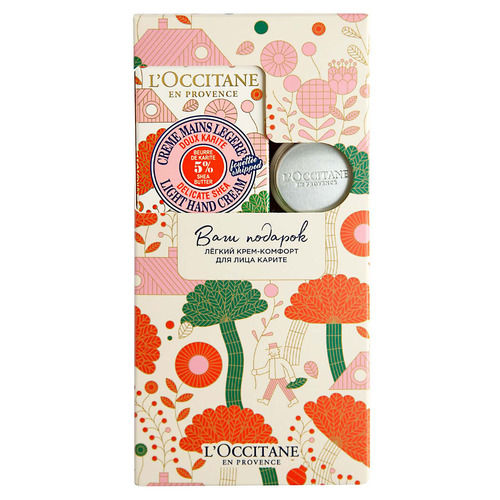 L'OCCITANE
EN PROVENCE
CRÈME MAINS LÉGÈRE
DOUX KARITÉ
BEURRE
DE KARITÉ
5%
SHEA
BUTTER
fouettée
whipped
DELICATE SHEA
LIGHT HAND CREAM
L'OCCITANE
EN PROVENCE
Ваш подарок
ЛЁГКИЙ КРЕМ-КОМФОРТ
ДЛЯ ЛИЦА КАРИТЕ
L'OCCITANE
EN PROVENCE